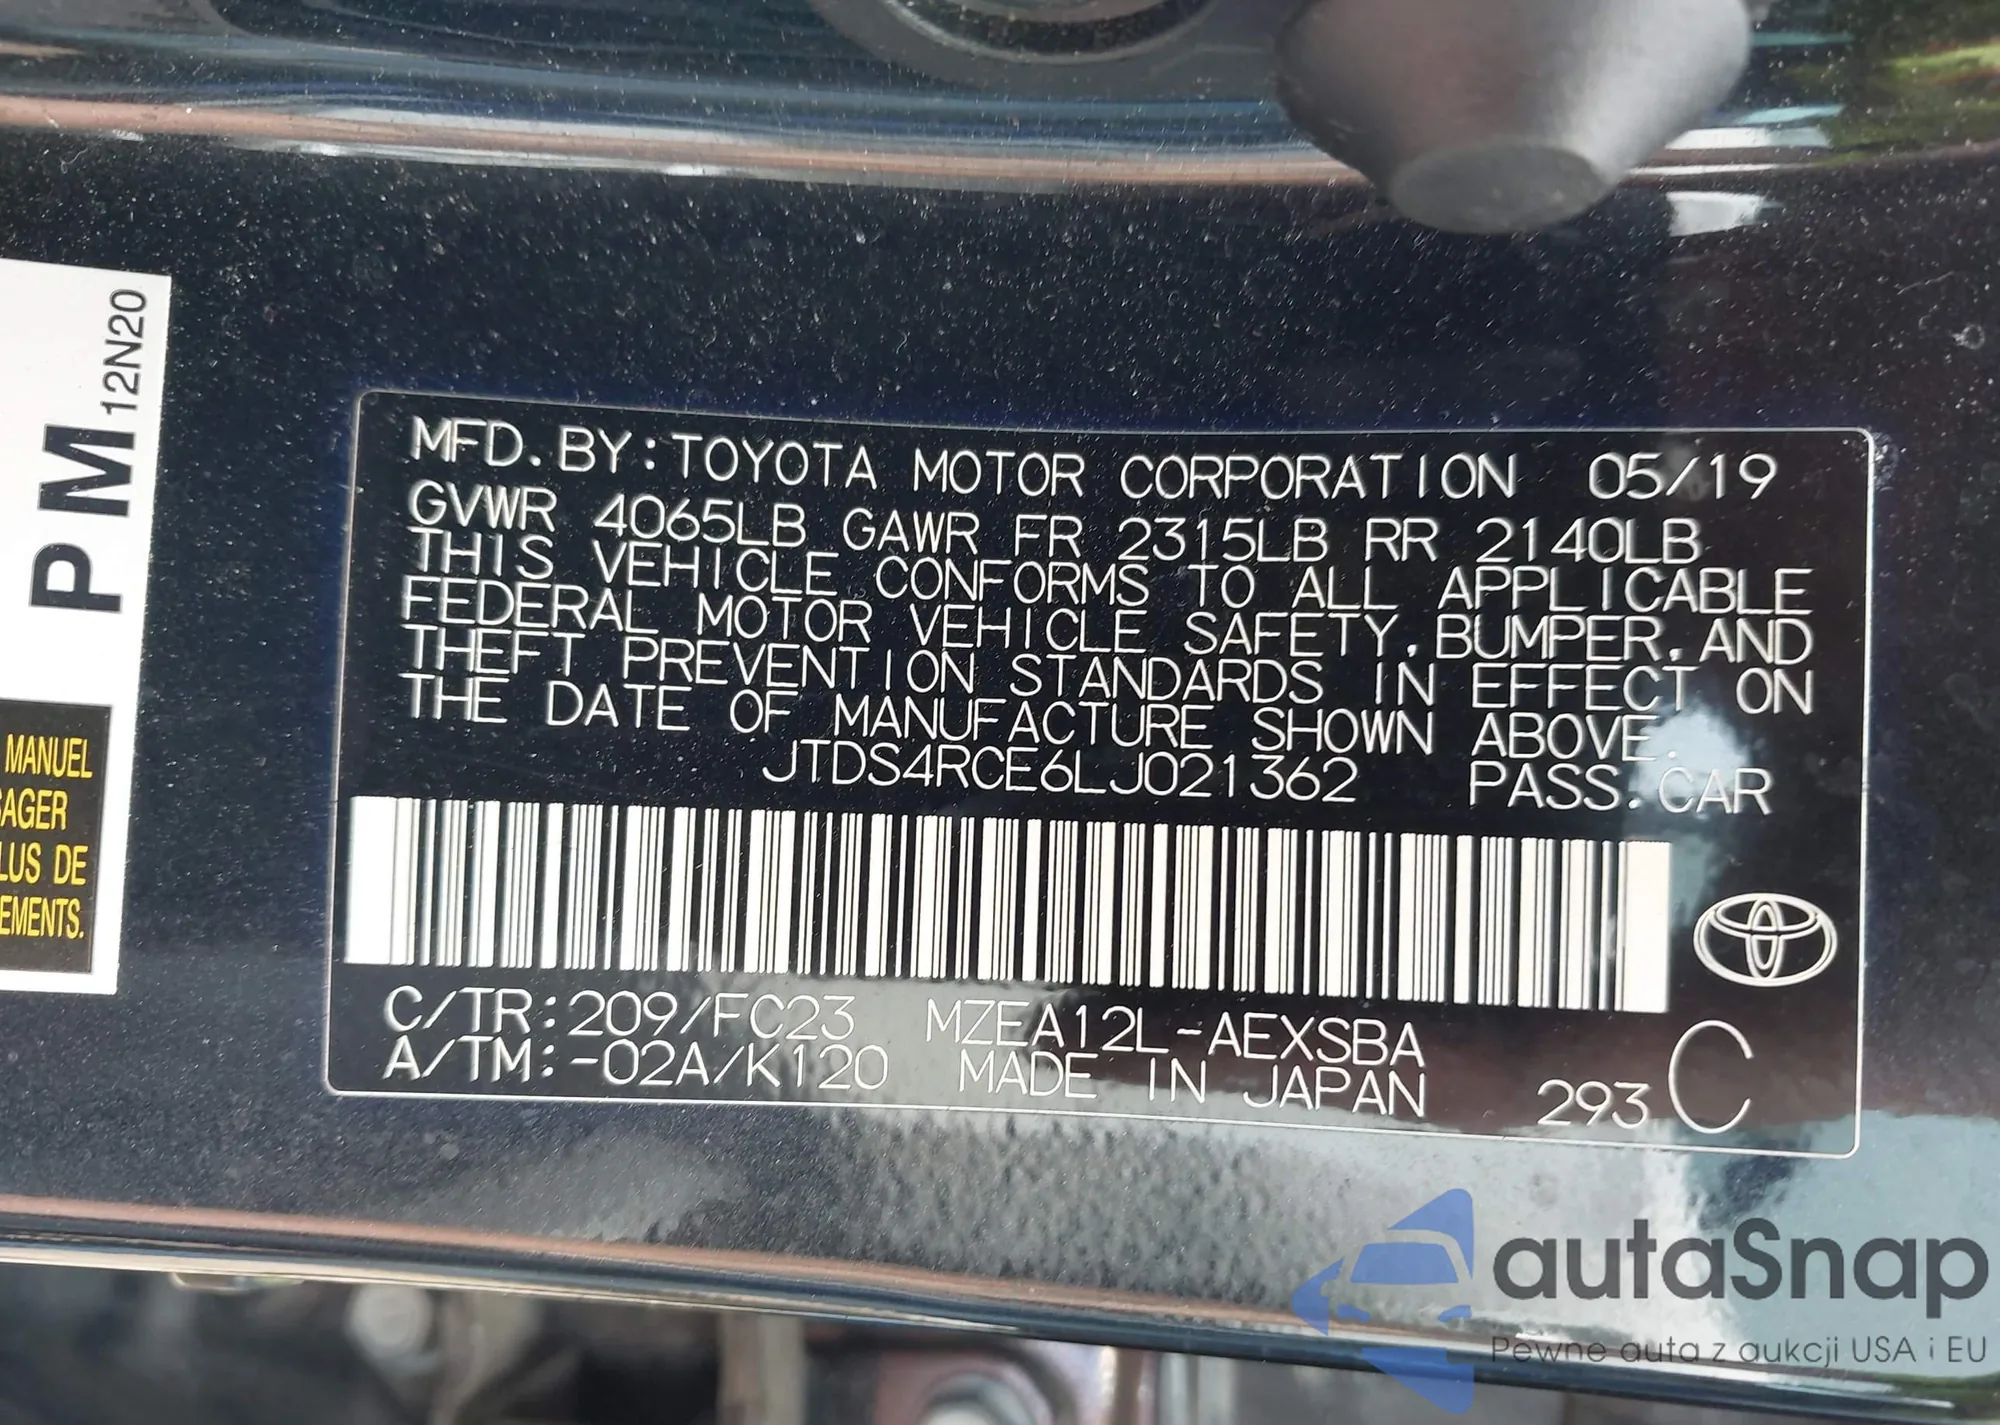 PM 12N20
MANUEL
LUS DE
EMENTS.
MFD. BY: TOYOTA MOTOR CORPORATION 05/19
GVWR 4065LB GAWR FR 2315LB RR 2140LB
THIS VEHICLE CONFORMS TO ALL APPLICABLE
FEDERAL MOTOR VEHICLE SAFETY, BUMPER, AND
THEFT PREVENTION STANDARDS IN EFFECT ON
THE DATE OF MANUFACTURE SHOWN ABOVE.
JTDS4RCE6LJ021362 PASS. CAR
C/TR: 209/FC23 MZEA12L-AEXSBA
A/TM: -02A/K120 MADE IN JAPAN 293 C
autaSnap
Pewne auta z aukcji USA i EU